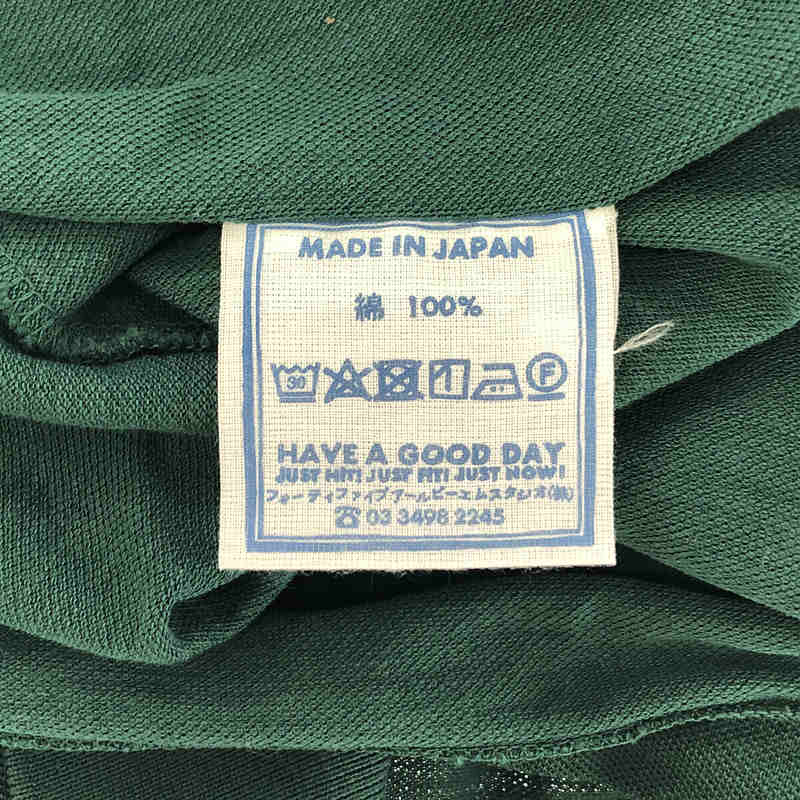 MADE IN JAPAN
綿 100%
30
F
HAVE A GOOD DAY
JUST HIT! JUST FIT! JUST NOW!
フォーティファイブアールピーエムスタジオ(株)
☎ 03 3498 2245